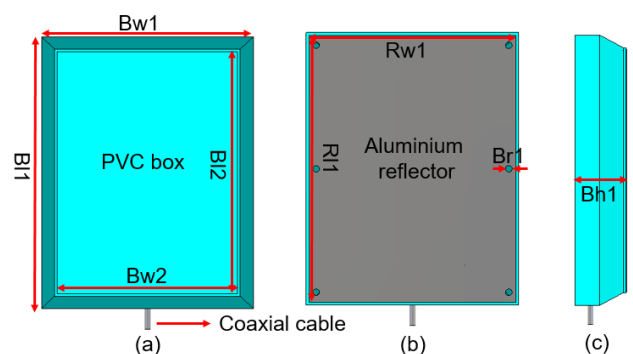 Bw1
Bl1
PVC box
Bl2
Bw2
Coaxial cable
(a)
Rw1
Rl1
Aluminium
reflector
Br1
(b)
Bh1
(c)